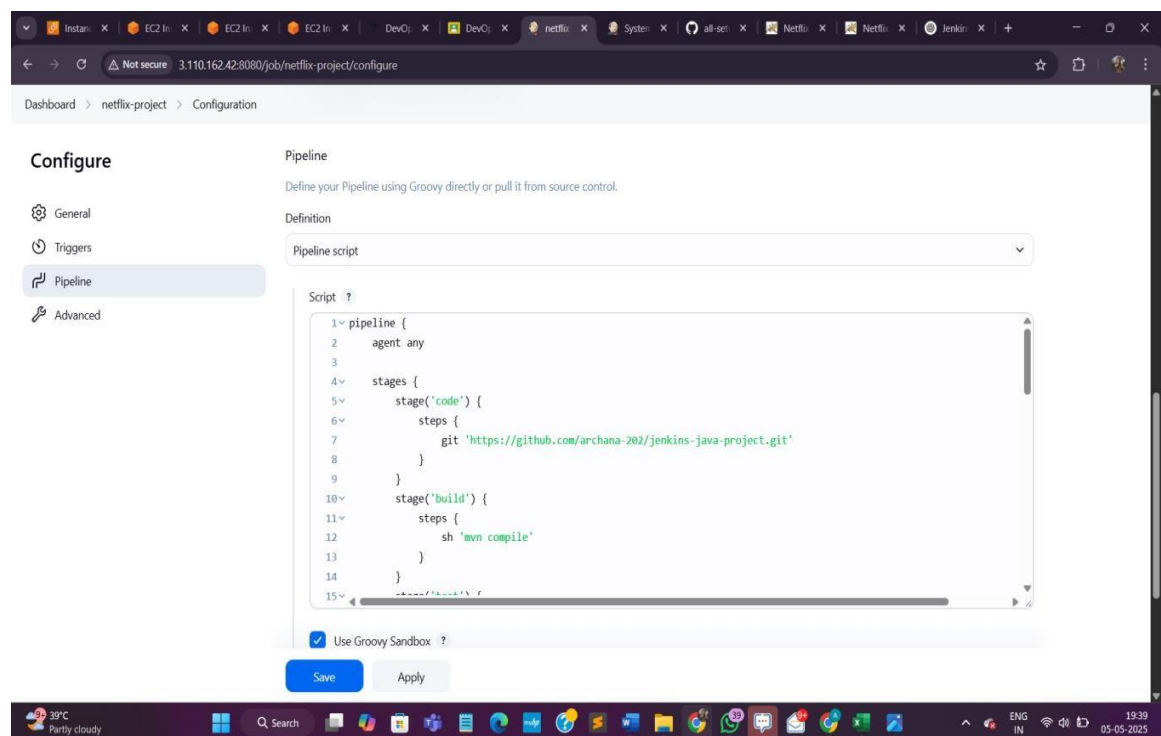 Instanc
EC2 In
EC2 In
EC2 In
DevOp
DevOp
netflix
System
all-set
Netflix
Netflix
Jenkin
Not secure
3.110.162.42:8080/job/netflix-project/configure
Dashboard > netflix-project > Configuration
Configure
General
Triggers
Pipeline
Advanced
Pipeline
Define your Pipeline using Groovy directly or pull it from source control.
Definition
Pipeline script
Script ?
1 pipeline {
2 agent any
3
4 stages {
5 stage('code') {
6 steps {
7 git 'https://github.com/archana-202/jenkins-java-project.git'
8 }
9 }
10 stage('build') {
11 steps {
12 sh 'mvn compile'
13 }
14 }
15 stage('test') {
Use Groovy Sandbox ?
Save Apply
39°C
Partly cloudy
Search
39
ENG
IN
19:39
05-05-2025